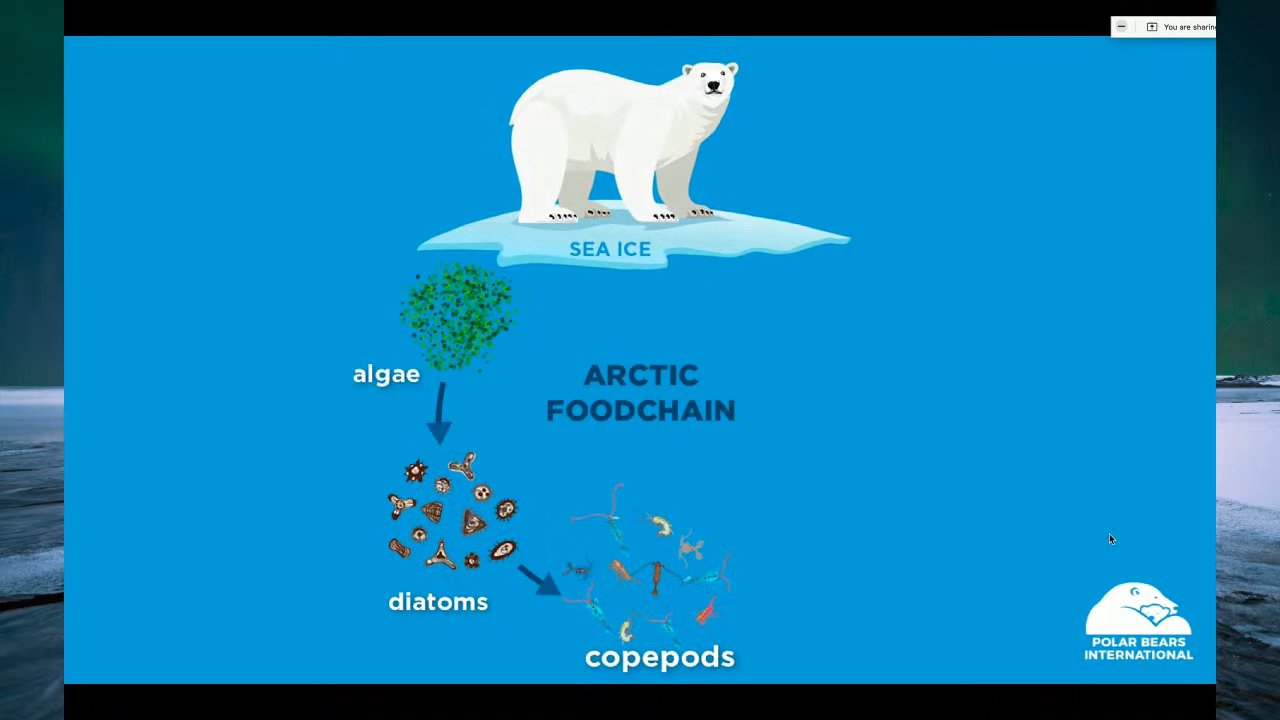 You are sharing
SEA ICE
algae
ARCTIC
FOODCHAIN
diatoms
copepods
POLAR BEARS
INTERNATIONAL